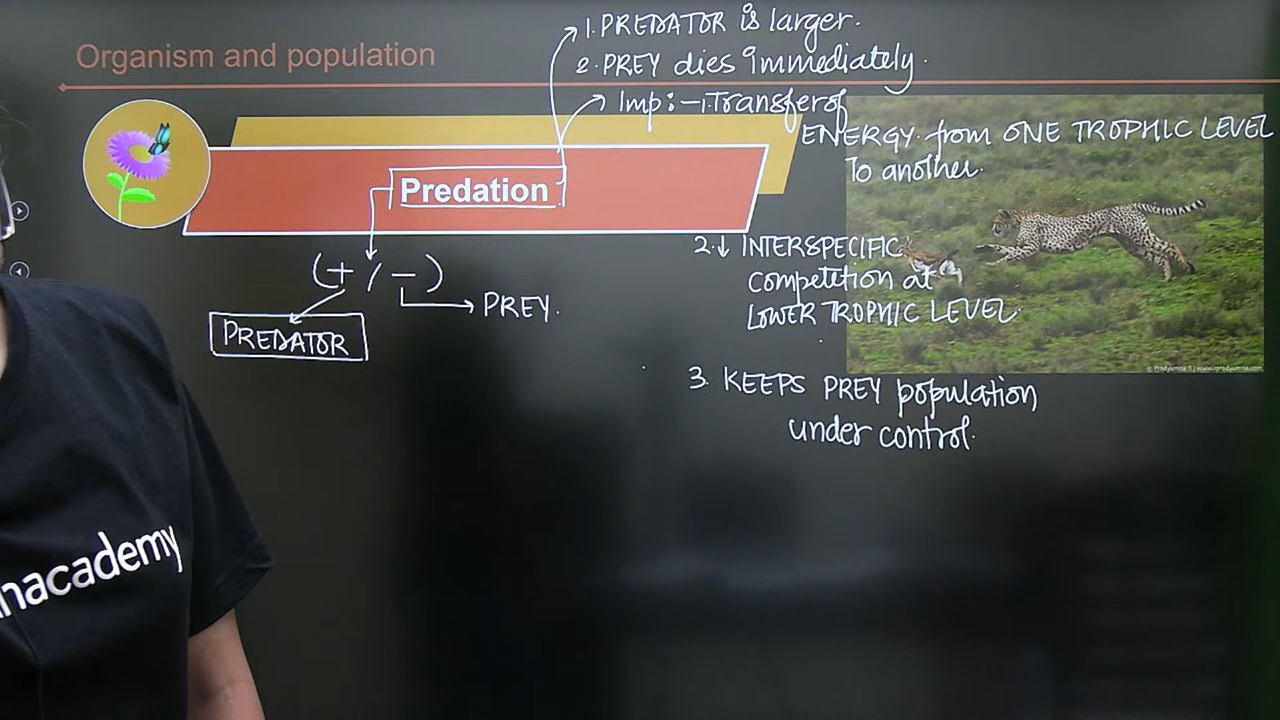 Organism and population
1. PREDATOR is larger.
2. PREY dies immediately.
Imp:- 1. Transfer of
ENERGY from ONE TROPHIC LEVEL
To another.
Predation
(+ / -)
PREDATOR
PREY.
2. ↓ INTERSPECIFIC
competition at
LOWER TROPHIC LEVEL.
3. KEEPS PREY population
under control.
nacademy